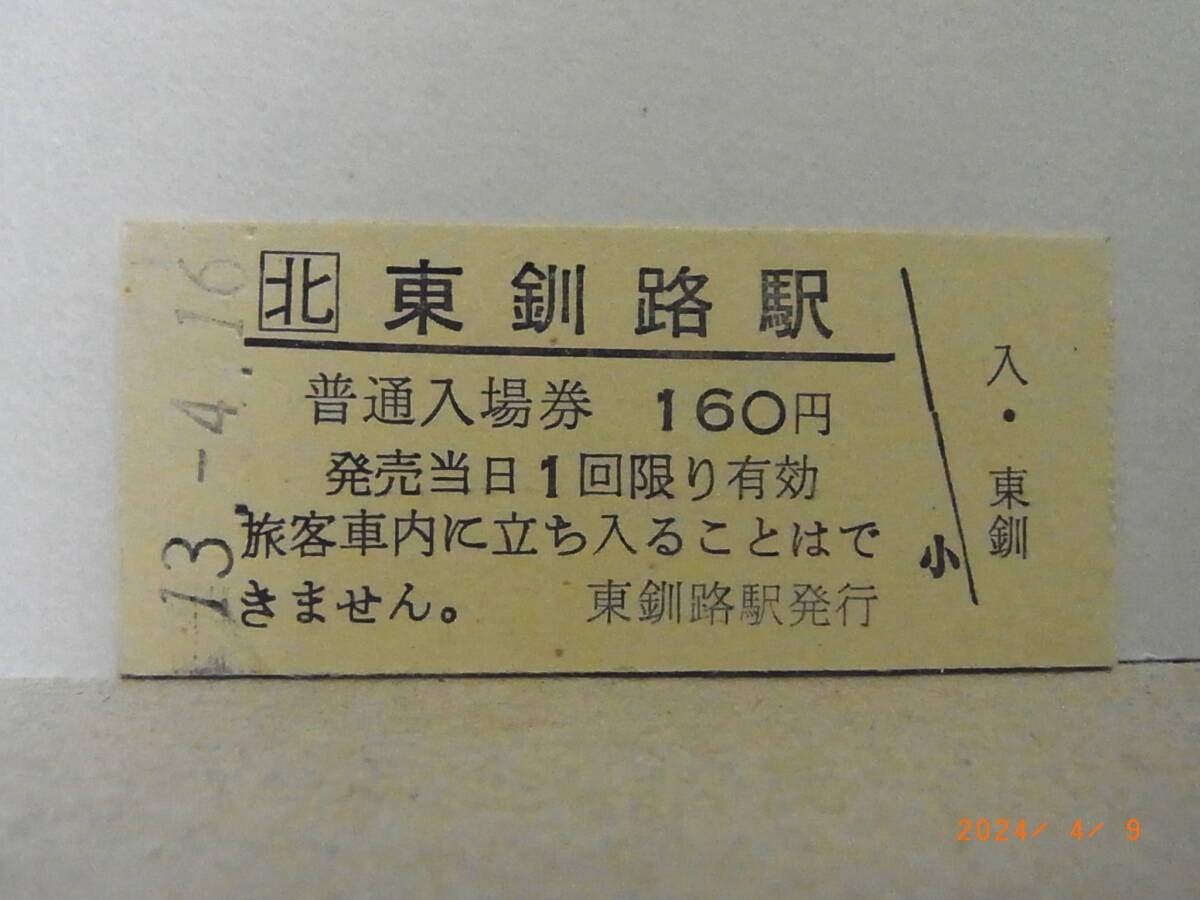 13.-4.16
北 東釧路駅
普通入場券 160円
発売当日1回限り有効
旅客車内に立ち入ることはで
きません。 東釧路駅発行
小
入・東釧
2024/ 4/ 9